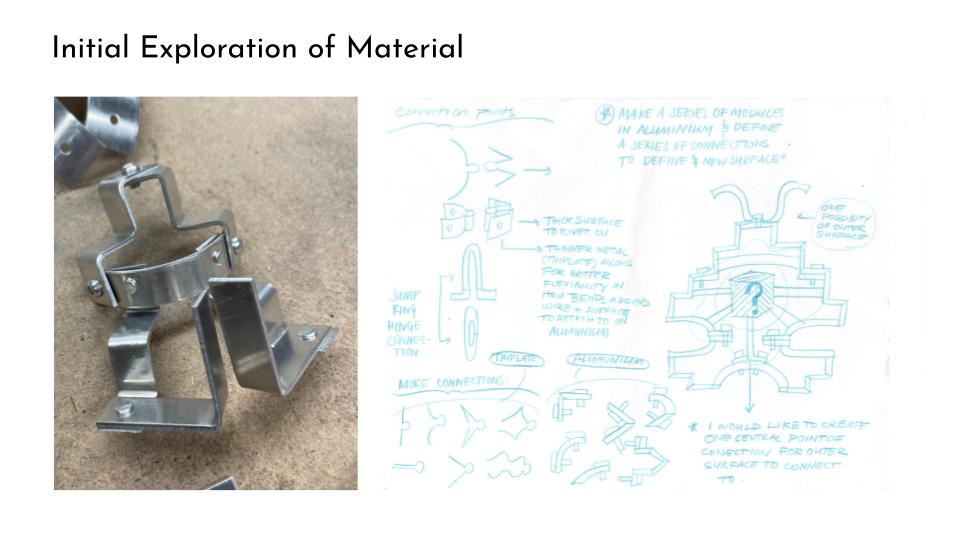 Initial Exploration of Material
Connection points
* MAKE A SERIES OF MODULES
IN ALUMINIUM & DEFINE
A SERIES OF CONNECTIONS
TO DEFINE A NEW SURFACE*
ONE
POSSIBITY
OF OUTER
SURFACE
THICK SURFACE
TO RIVET ON
THINNER METAL
(TINPLATE) ALLOWS
FOR BETTER
FLEXIBILITY IN
HOW BENDS AROUND
WIRE + SURFACE
TO ATTACH TO ON
ALUMINIUM
JUMP
RING
HINGE
CONNEC-
TION
TINPLATE
ALUMINIUM
MORE CONNECTIONS:
?
* I WOULD LIKE TO CREATE
ONE CENTRAL POINT OF
CONECTION FOR OUTER
SURFACE TO CONNECT
TO.